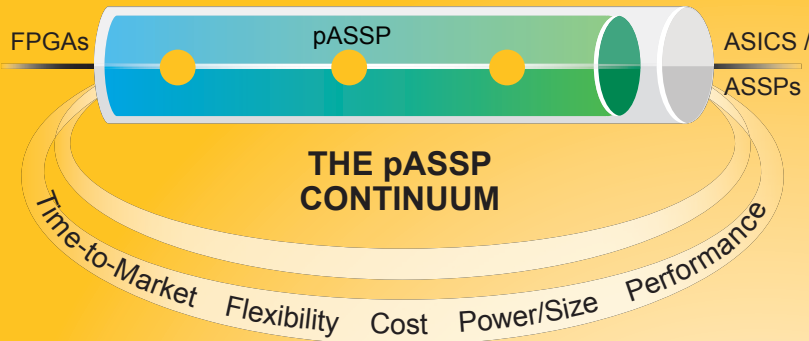 FPGAs
pASSP
ASICS /
ASSPs
THE pASSP
CONTINUUM
Time-to-Market Flexibility Cost Power/Size Performance